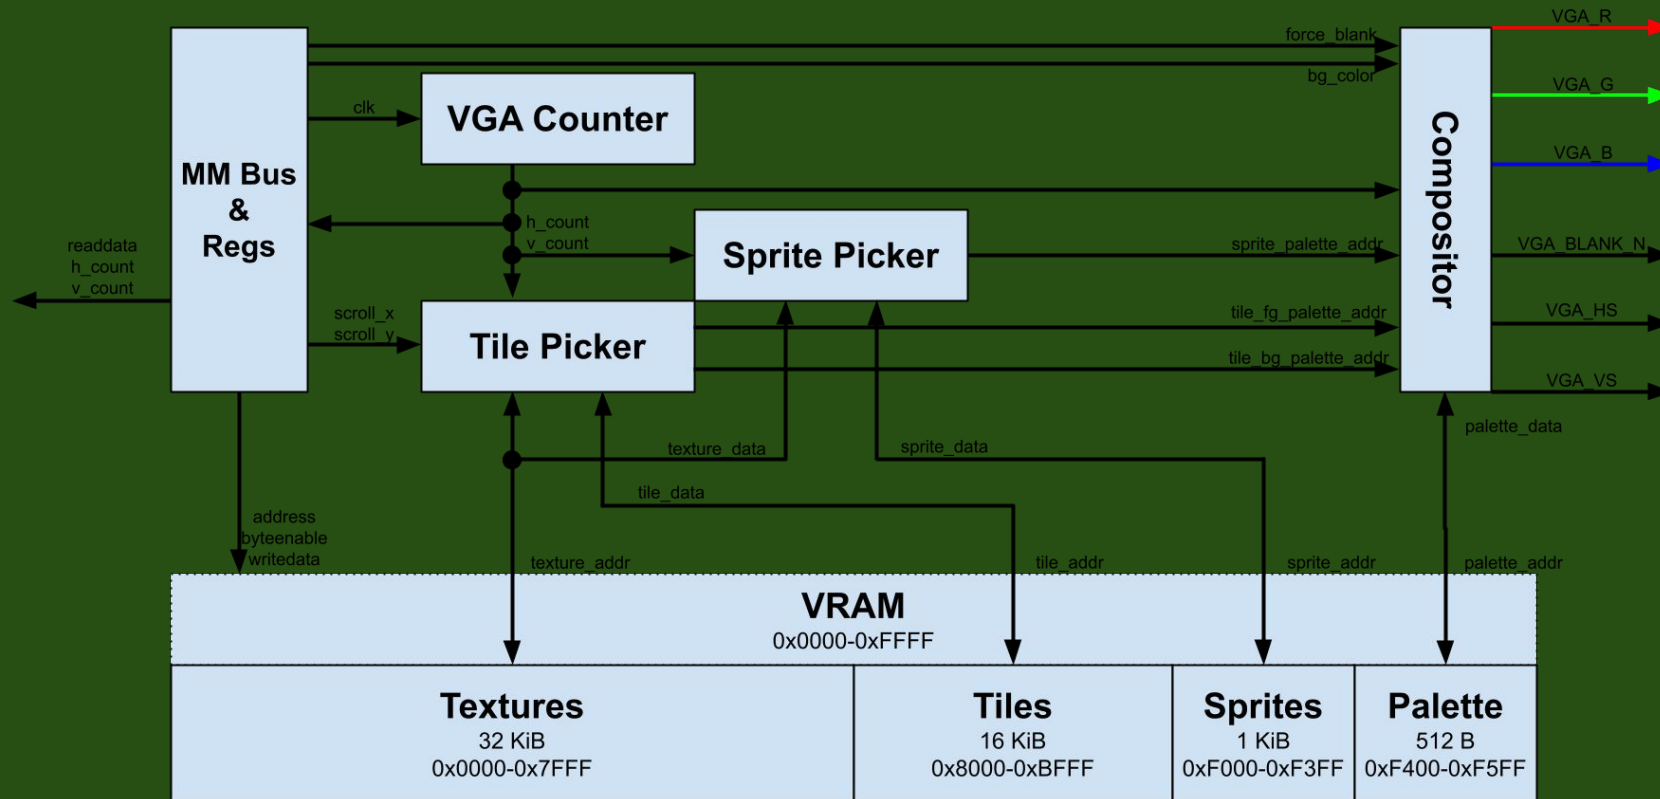 VGA_R
force_blank
bg_color
VGA_G
clk
VGA Counter
VGA_B
MM Bus
&
Regs
Compositor
h_count
v_count
Sprite Picker
sprite_palette_addr
VGA_BLANK_N
readdata
h_count
v_count
scroll_x
scroll_y
Tile Picker
tile_fg_palette_addr
VGA_HS
tile_bg_palette_addr
VGA_VS
texture_data
sprite_data
palette_data
tile_data
address
byteenable
writedata
texture_addr
tile_addr
sprite_addr
palette_addr
VRAM
0x0000-0xFFFF
Textures
32 KiB
0x0000-0x7FFF
Tiles
16 KiB
0x8000-0xBFFF
Sprites
1 KiB
0xF000-0xF3FF
Palette
512 B
0xF400-0xF5FF